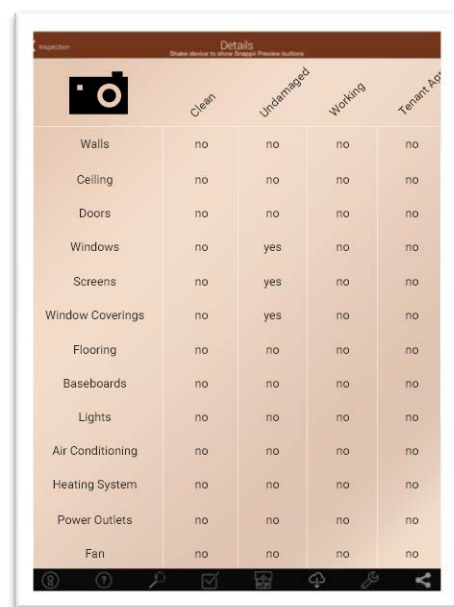 Inspection
Details
Shake device to show Snappii Preview buttons
Clean Undamaged Working Tenant Agr
Walls no no no no
Ceiling no no no no
Doors no no no no
Windows no yes no no
Screens no yes no no
Window Coverings no yes no no
Flooring no no no no
Baseboards no no no no
Lights no no no no
Air Conditioning no no no no
Heating System no no no no
Power Outlets no no no no
Fan no no no no